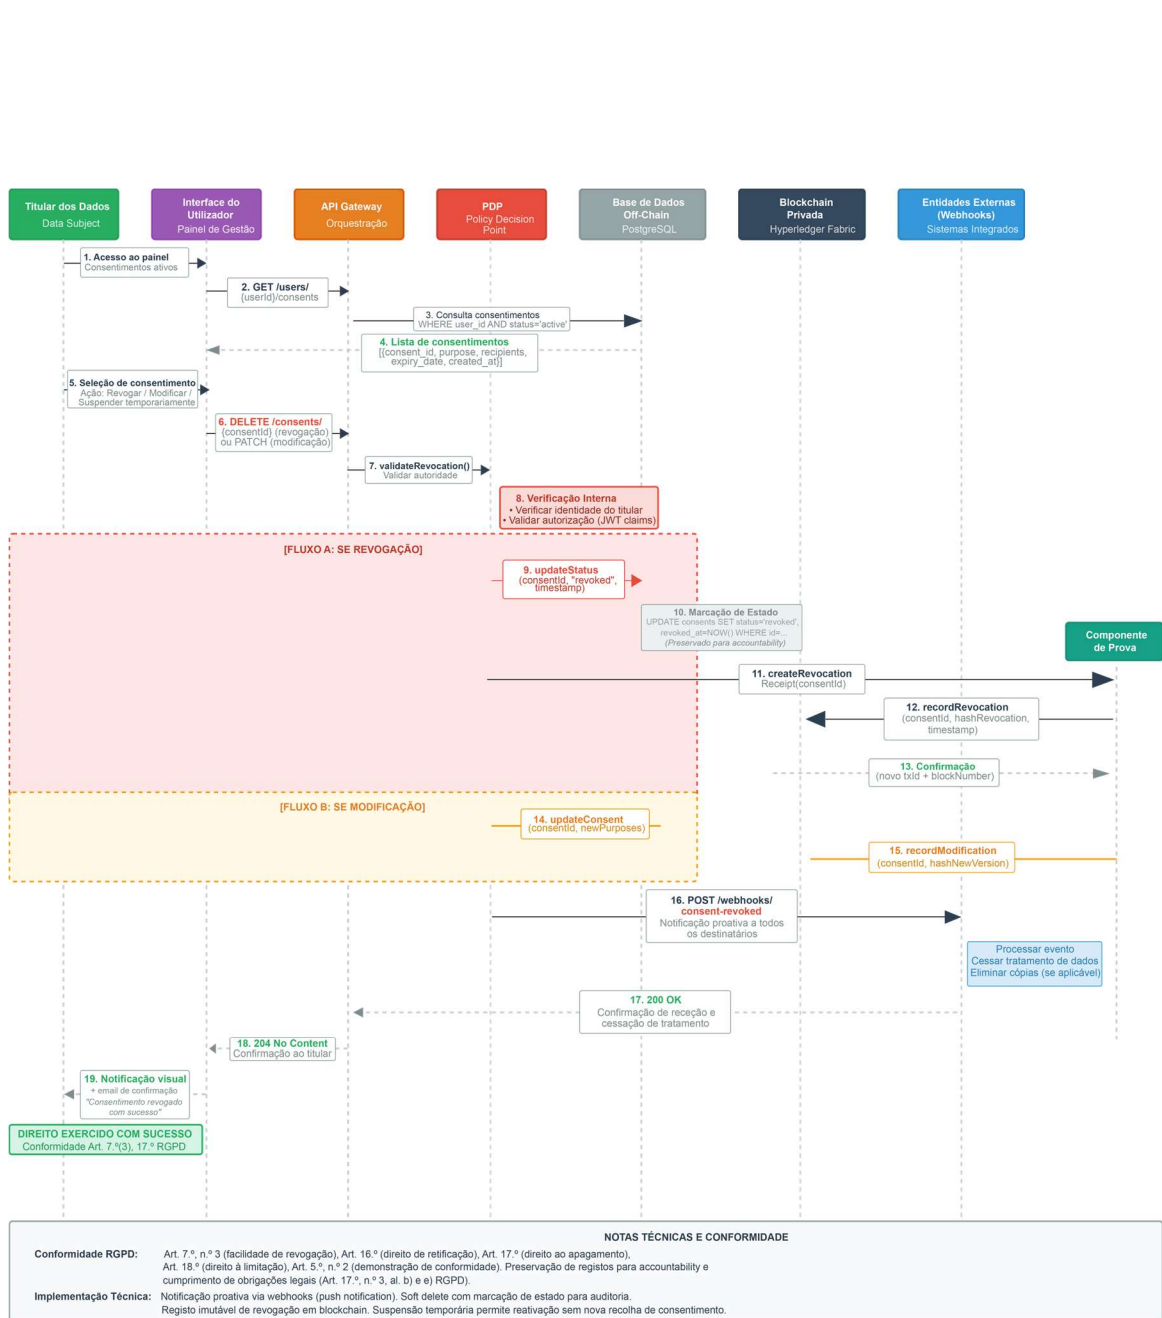 Titular dos Dados
Data Subject
Interface do
Utilizador
Painel de Gestão
API Gateway
Orquestração
PDP
Policy Decision
Point
Base de Dados
Off-Chain
PostgreSQL
Blockchain
Privada
Hyperledger Fabric
Entidades Externas
(Webhooks)
Sistemas Integrados
1. Acesso ao painel
Consentimentos ativos
2. GET /users/
{userId}/consents
3. Consulta consentimentos
WHERE user_id AND status='active'
4. Lista de consentimentos
[{consent_id, purpose, recipients,
expiry_date, created_at}]
5. Seleção de consentimento
Ação: Revogar / Modificar /
Suspender temporariamente
6. DELETE /consents/
{consentId} (revogação)
ou PATCH (modificação)
7. validateRevocation()
Validar autoridade
8. Verificação Interna
• Verificar identidade do titular
• Validar autorização (JWT claims)
[FLUXO A: SE REVOGAÇÃO]
9. updateStatus
(consentId, "revoked",
timestamp)
10. Marcação de Estado
UPDATE consents SET status='revoked',
revoked_at=NOW() WHERE id=...
(Preservado para accountability)
Componente
de Prova
11. createRevocation
Receipt(consentId)
12. recordRevocation
(consentId, hashRevocation,
timestamp)
13. Confirmação
(novo txId + blockNumber)
[FLUXO B: SE MODIFICAÇÃO]
14. updateConsent
(consentId, newPurposes)
15. recordModification
(consentId, hashNewVersion)
16. POST /webhooks/
consent-revoked
Notificação proativa a todos
os destinatários
Processar evento
Cessar tratamento de dados
Eliminar cópias (se aplicável)
17. 200 OK
Confirmação de receção e
cessação de tratamento
18. 204 No Content
Confirmação ao titular
19. Notificação visual
+ email de confirmação
"Consentimento revogado
com sucesso"
DIREITO EXERCIDO COM SUCESSO
Conformidade Art. 7.º(3), 17.º RGPD
NOTAS TÉCNICAS E CONFORMIDADE
Conformidade RGPD: Art. 7.º, n.º 3 (facilidade de revogação), Art. 16.º (direito de retificação), Art. 17.º (direito ao apagamento),
Art. 18.º (direito à limitação), Art. 5.º, n.º 2 (demonstração de conformidade). Preservação de registos para accountability e
cumprimento de obrigações legais (Art. 17.º, n.º 3, al. b) e e) RGPD).
Implementação Técnica: Notificação proativa via webhooks (push notification). Soft delete com marcação de estado para auditoria.
Registo imutável de revogação em blockchain. Suspensão temporária permite reativação sem nova recolha de consentimento.